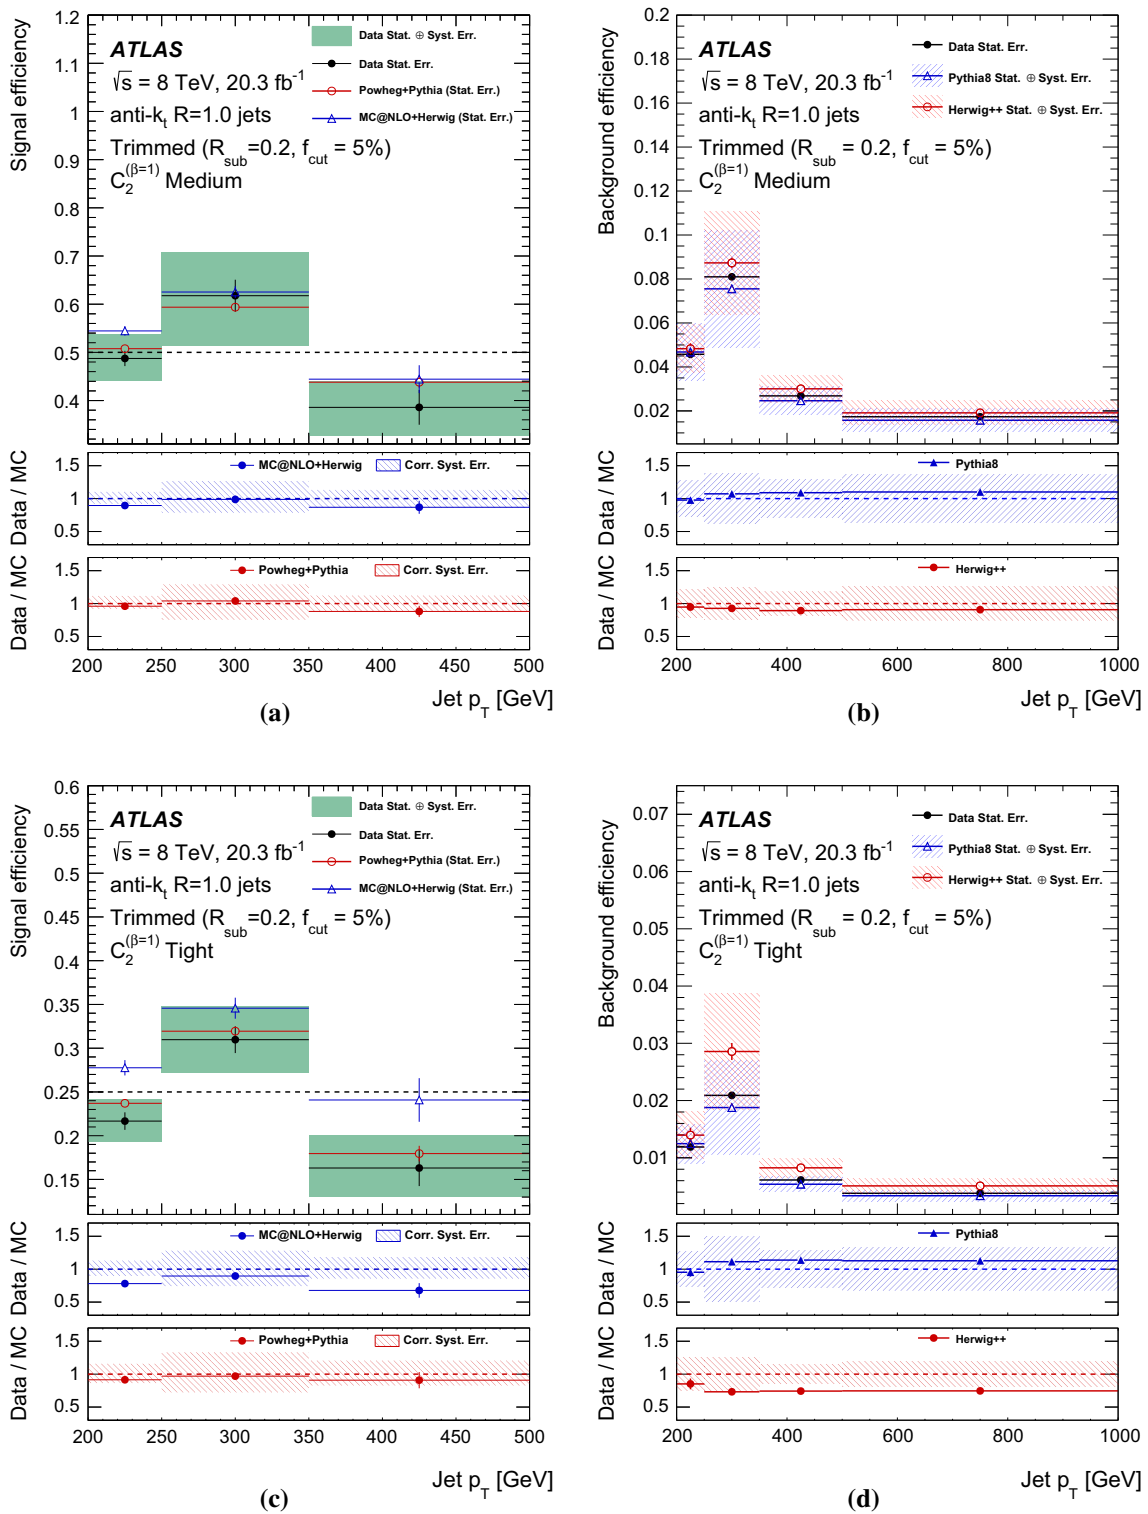 Signal efficiency
1.2
1.1
1
0.9
0.8
0.7
0.6
0.5
0.4
ATLAS
√s = 8 TeV, 20.3 fb-1
anti-kt R=1.0 jets
Trimmed (Rsub=0.2, fcut = 5%)
C2(β=1) Medium
Data Stat. ⊕ Syst. Err.
Data Stat. Err.
Powheg+Pythia (Stat. Err.)
MC@NLO+Herwig (Stat. Err.)
Data / MC
1.5
1
0.5
MC@NLO+Herwig
Corr. Syst. Err.
Data / MC
1.5
1
0.5
Powheg+Pythia
Corr. Syst. Err.
200 250 300 350 400 450 500
Jet pT [GeV]
(a)
Background efficiency
0.2
0.18
0.16
0.14
0.12
0.1
0.08
0.06
0.04
0.02
ATLAS
√s = 8 TeV, 20.3 fb-1
anti-kt R=1.0 jets
Trimmed (Rsub = 0.2, fcut = 5%)
C2(β=1) Medium
Data Stat. Err.
Pythia8 Stat. ⊕ Syst. Err.
Herwig++ Stat. ⊕ Syst. Err.
Data / MC
1.5
1
0.5
Pythia8
Data / MC
1.5
1
0.5
Herwig++
200 400 600 800 1000
Jet pT [GeV]
(b)
Signal efficiency
0.6
0.55
0.5
0.45
0.4
0.35
0.3
0.25
0.2
0.15
ATLAS
√s = 8 TeV, 20.3 fb-1
anti-kt R=1.0 jets
Trimmed (Rsub=0.2, fcut = 5%)
C2(β=1) Tight
Data Stat. ⊕ Syst. Err.
Data Stat. Err.
Powheg+Pythia (Stat. Err.)
MC@NLO+Herwig (Stat. Err.)
Data / MC
1.5
1
0.5
MC@NLO+Herwig
Corr. Syst. Err.
Data / MC
1.5
1
0.5
Powheg+Pythia
Corr. Syst. Err.
200 250 300 350 400 450 500
Jet pT [GeV]
(c)
Background efficiency
0.07
0.06
0.05
0.04
0.03
0.02
0.01
ATLAS
√s = 8 TeV, 20.3 fb-1
anti-kt R=1.0 jets
Trimmed (Rsub = 0.2, fcut = 5%)
C2(β=1) Tight
Data Stat. Err.
Pythia8 Stat. ⊕ Syst. Err.
Herwig++ Stat. ⊕ Syst. Err.
Data / MC
1.5
1
0.5
Pythia8
Data / MC
1.5
1
0.5
Herwig++
200 400 600 800 1000
Jet pT [GeV]
(d)